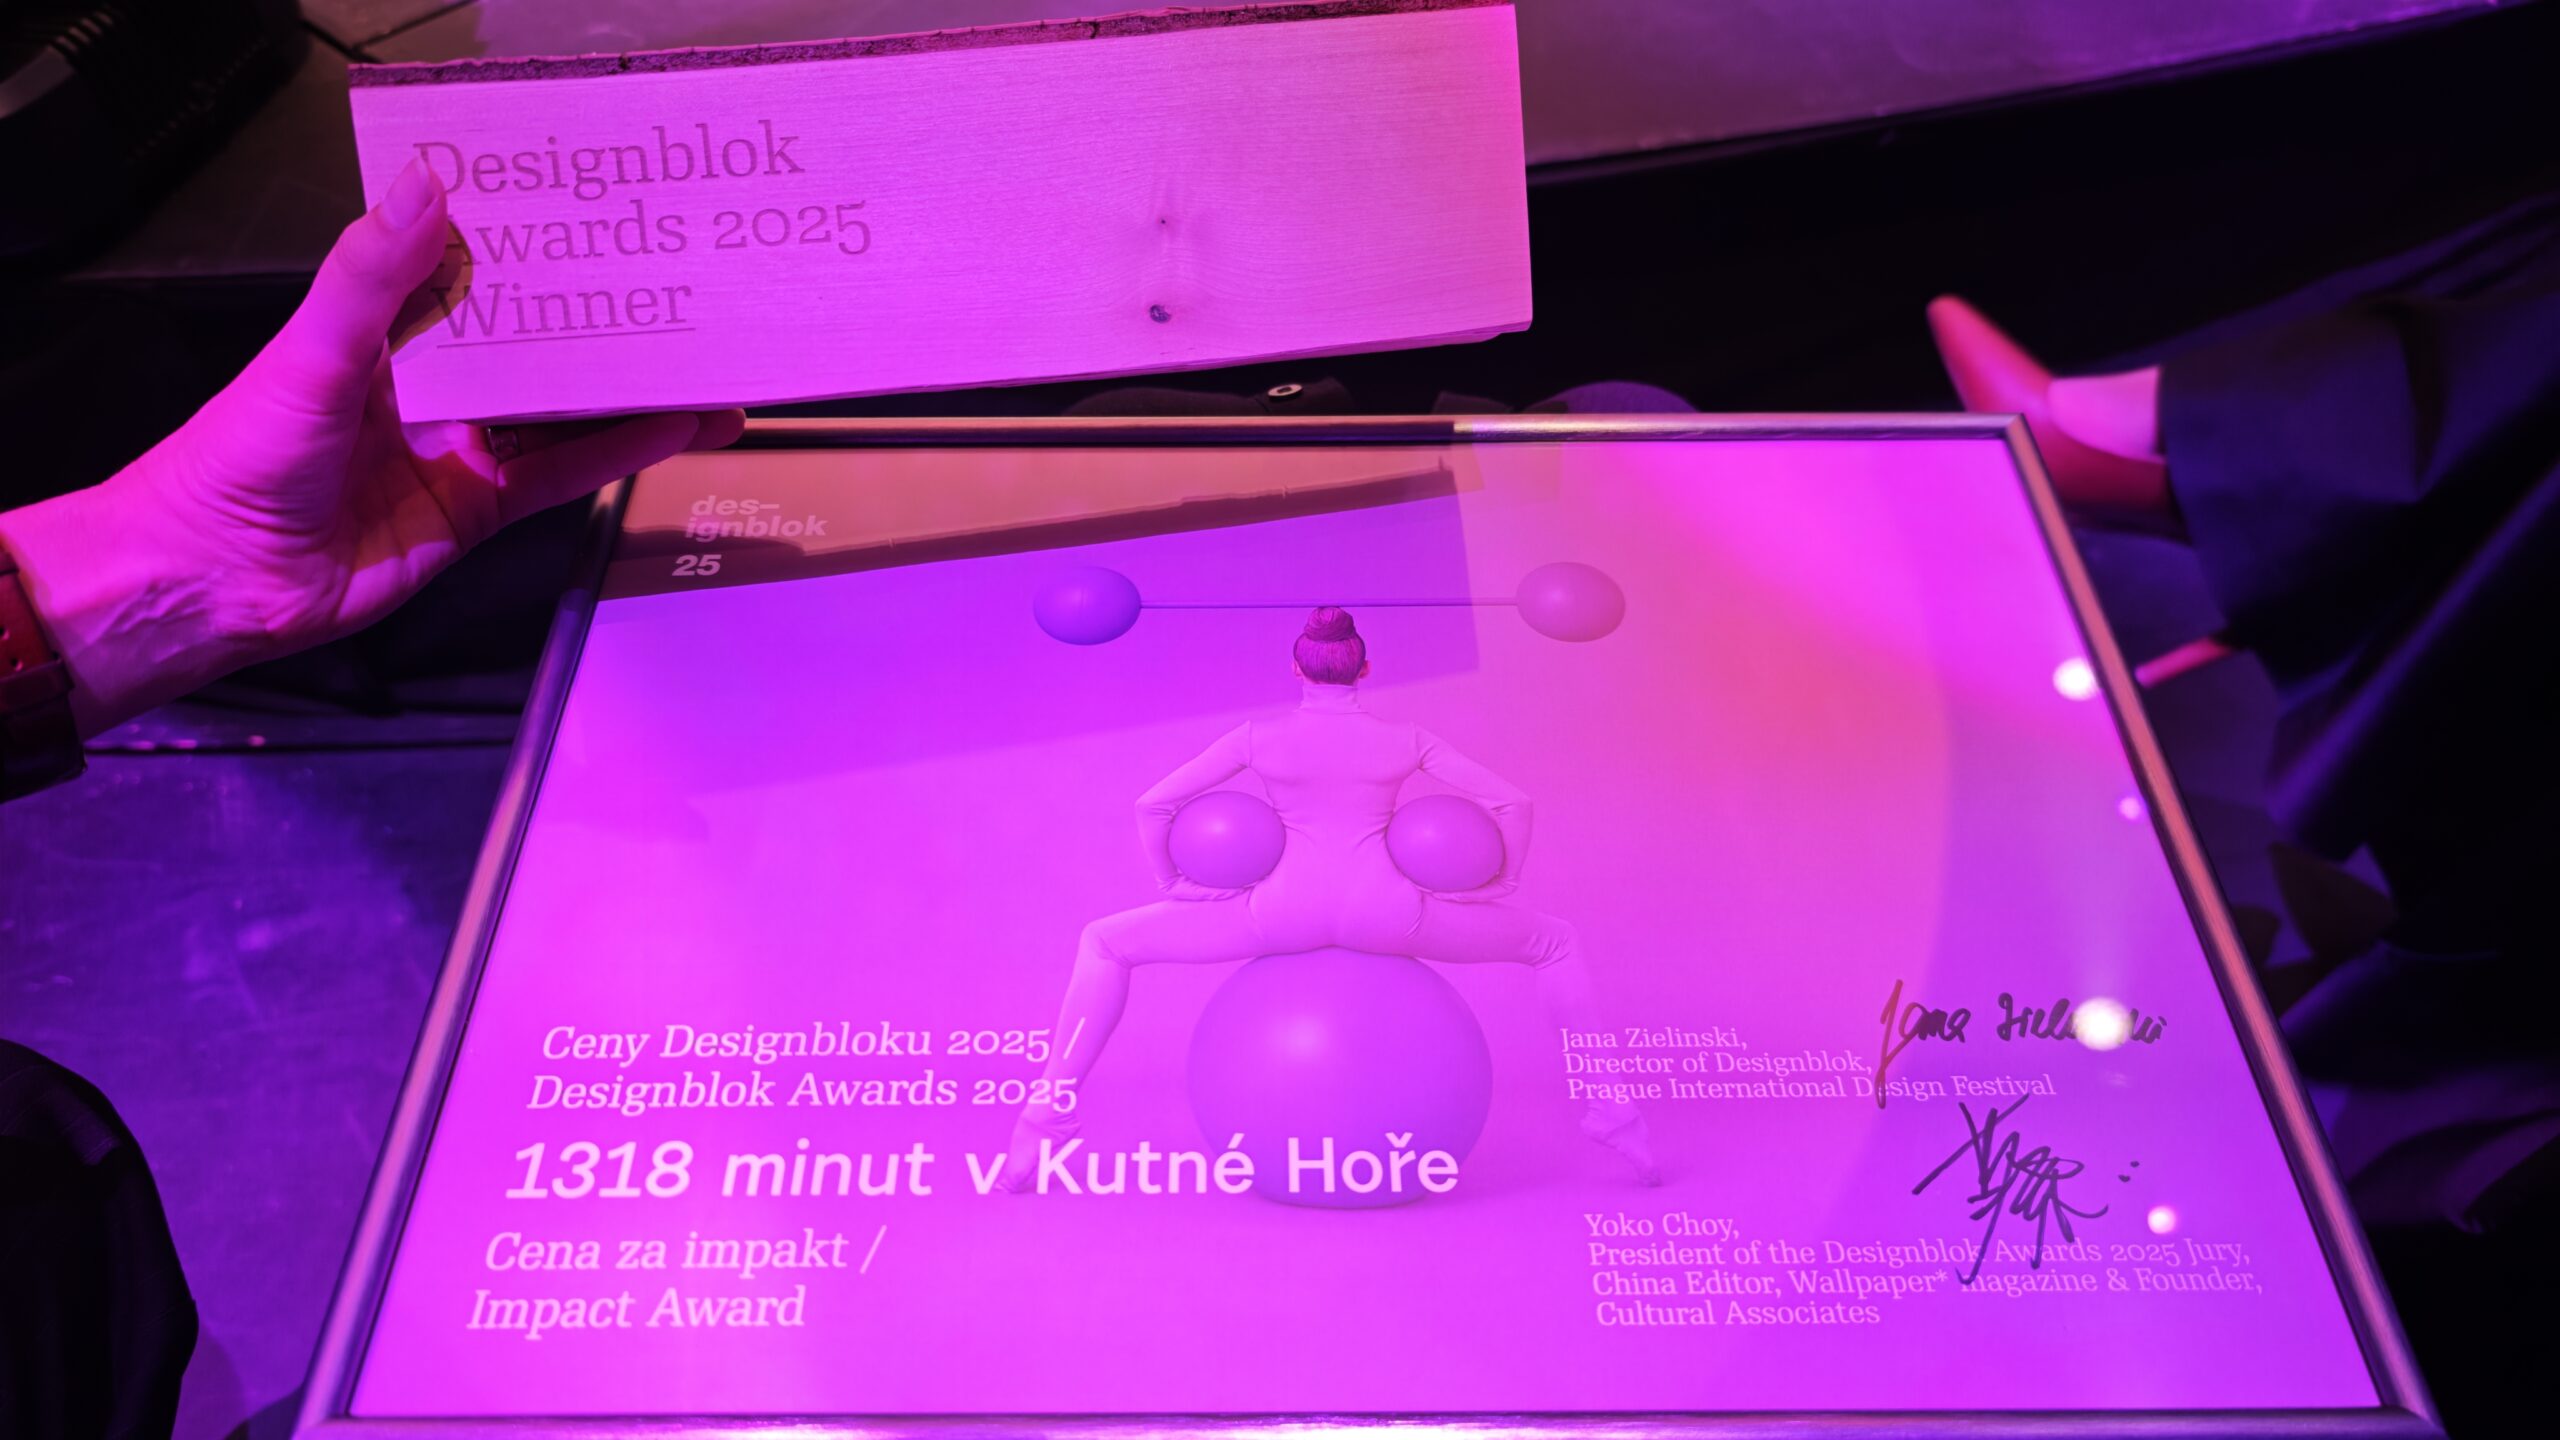 Designblok
Awards 2025
Winner
des–
ignblok
25
Ceny Designbloku 2025 /
Designblok Awards 2025
1318 minut v Kutné Hoře
Cena za impakt /
Impact Award
Jana Zielinski,
Director of Designblok,
Prague International Design Festival
Jana Zielinski
Yoko Choy,
President of the Designblok Awards 2025 Jury,
China Editor, Wallpaper* magazine & Founder,
Cultural Associates